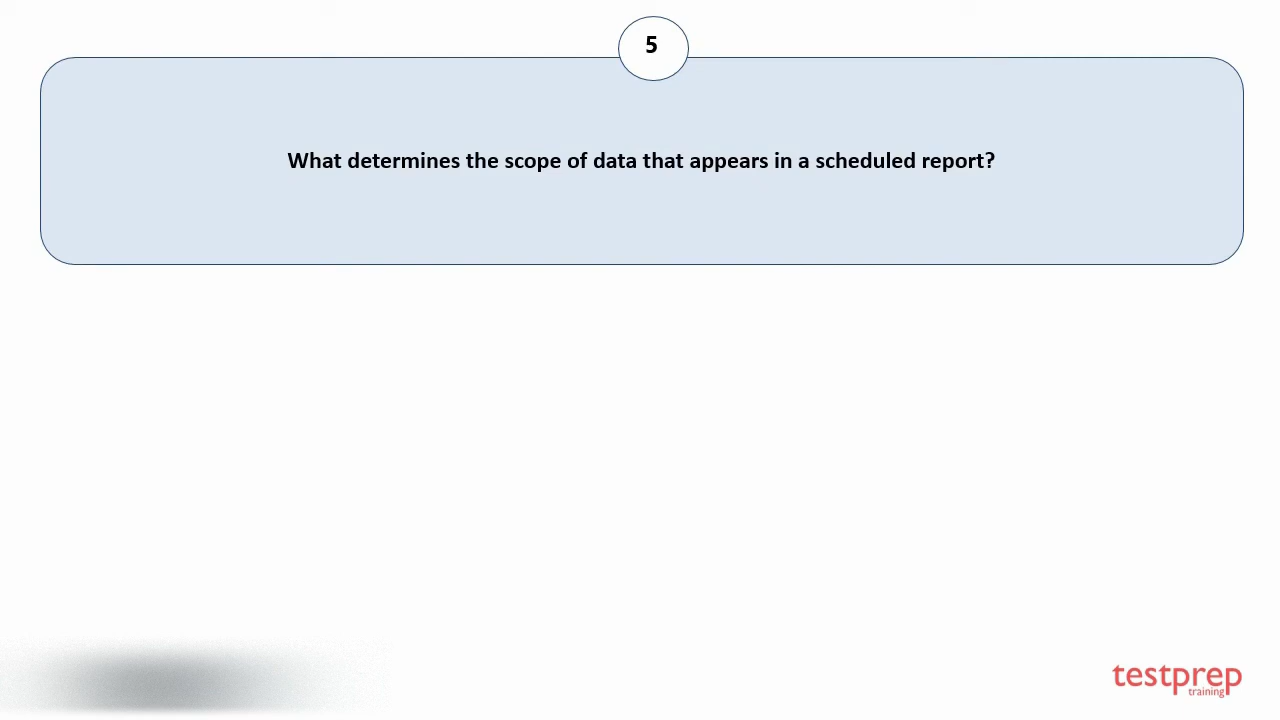 5
What determines the scope of data that appears in a scheduled report?
testprep
training